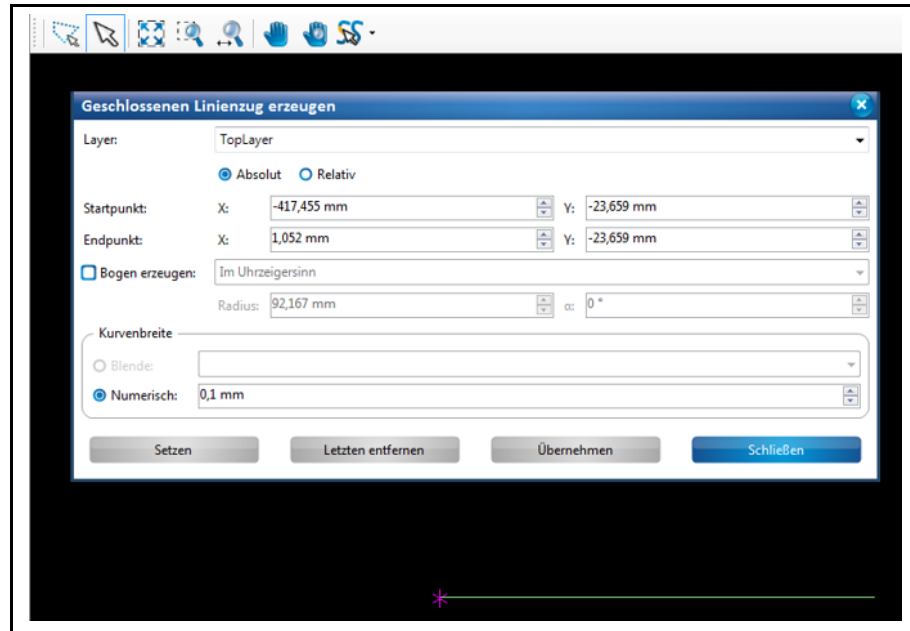 Geschlossenen Linienzug erzeugen
Layer: TopLayer
Absolut Relativ
Startpunkt: X: -417,455 mm Y: -23,659 mm
Endpunkt: X: 1,052 mm Y: -23,659 mm
Bogen erzeugen: Im Uhrzeigersinn
Radius: 92,167 mm α: 0 °
Kurvenbreite
Blende:
Numerisch: 0,1 mm
Setzen Letzten entfernen Übernehmen Schließen